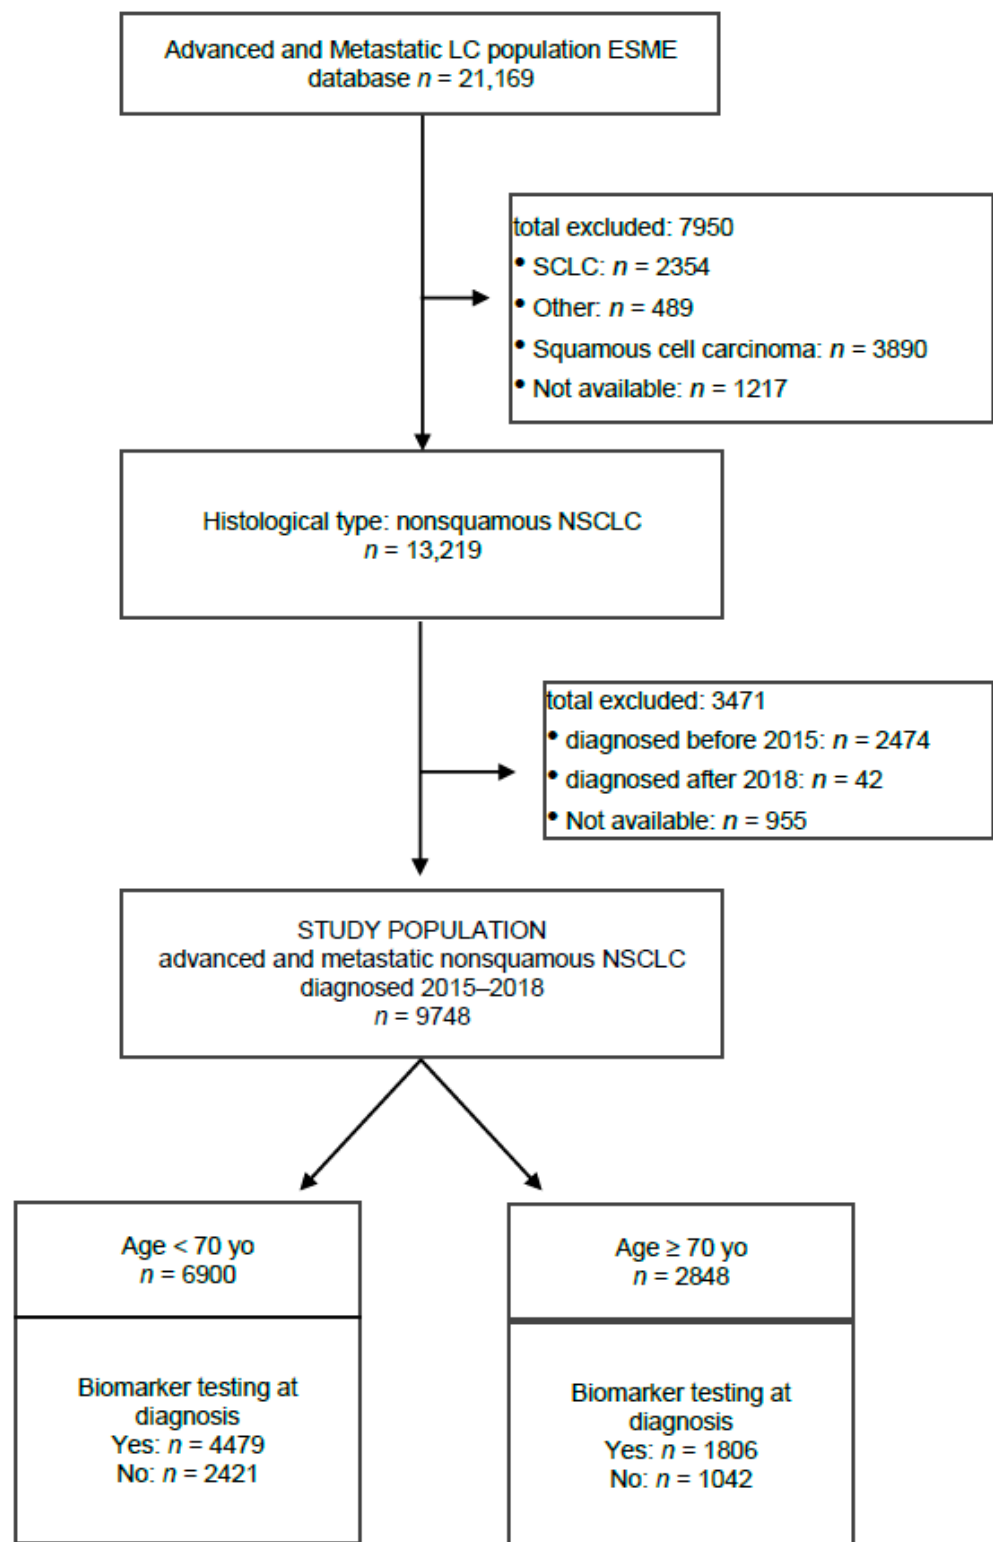 Advanced and Metastatic LC population ESME
database n = 21,169
total excluded: 7950
• SCLC: n = 2354
• Other: n = 489
• Squamous cell carcinoma: n = 3890
• Not available: n = 1217
Histological type: nonsquamous NSCLC
n = 13,219
total excluded: 3471
• diagnosed before 2015: n = 2474
• diagnosed after 2018: n = 42
• Not available: n = 955
STUDY POPULATION
advanced and metastatic nonsquamous NSCLC
diagnosed 2015–2018
n = 9748
Age < 70 yo
n = 6900
Biomarker testing at
diagnosis
Yes: n = 4479
No: n = 2421
Age ≥ 70 yo
n = 2848
Biomarker testing at
diagnosis
Yes: n = 1806
No: n = 1042